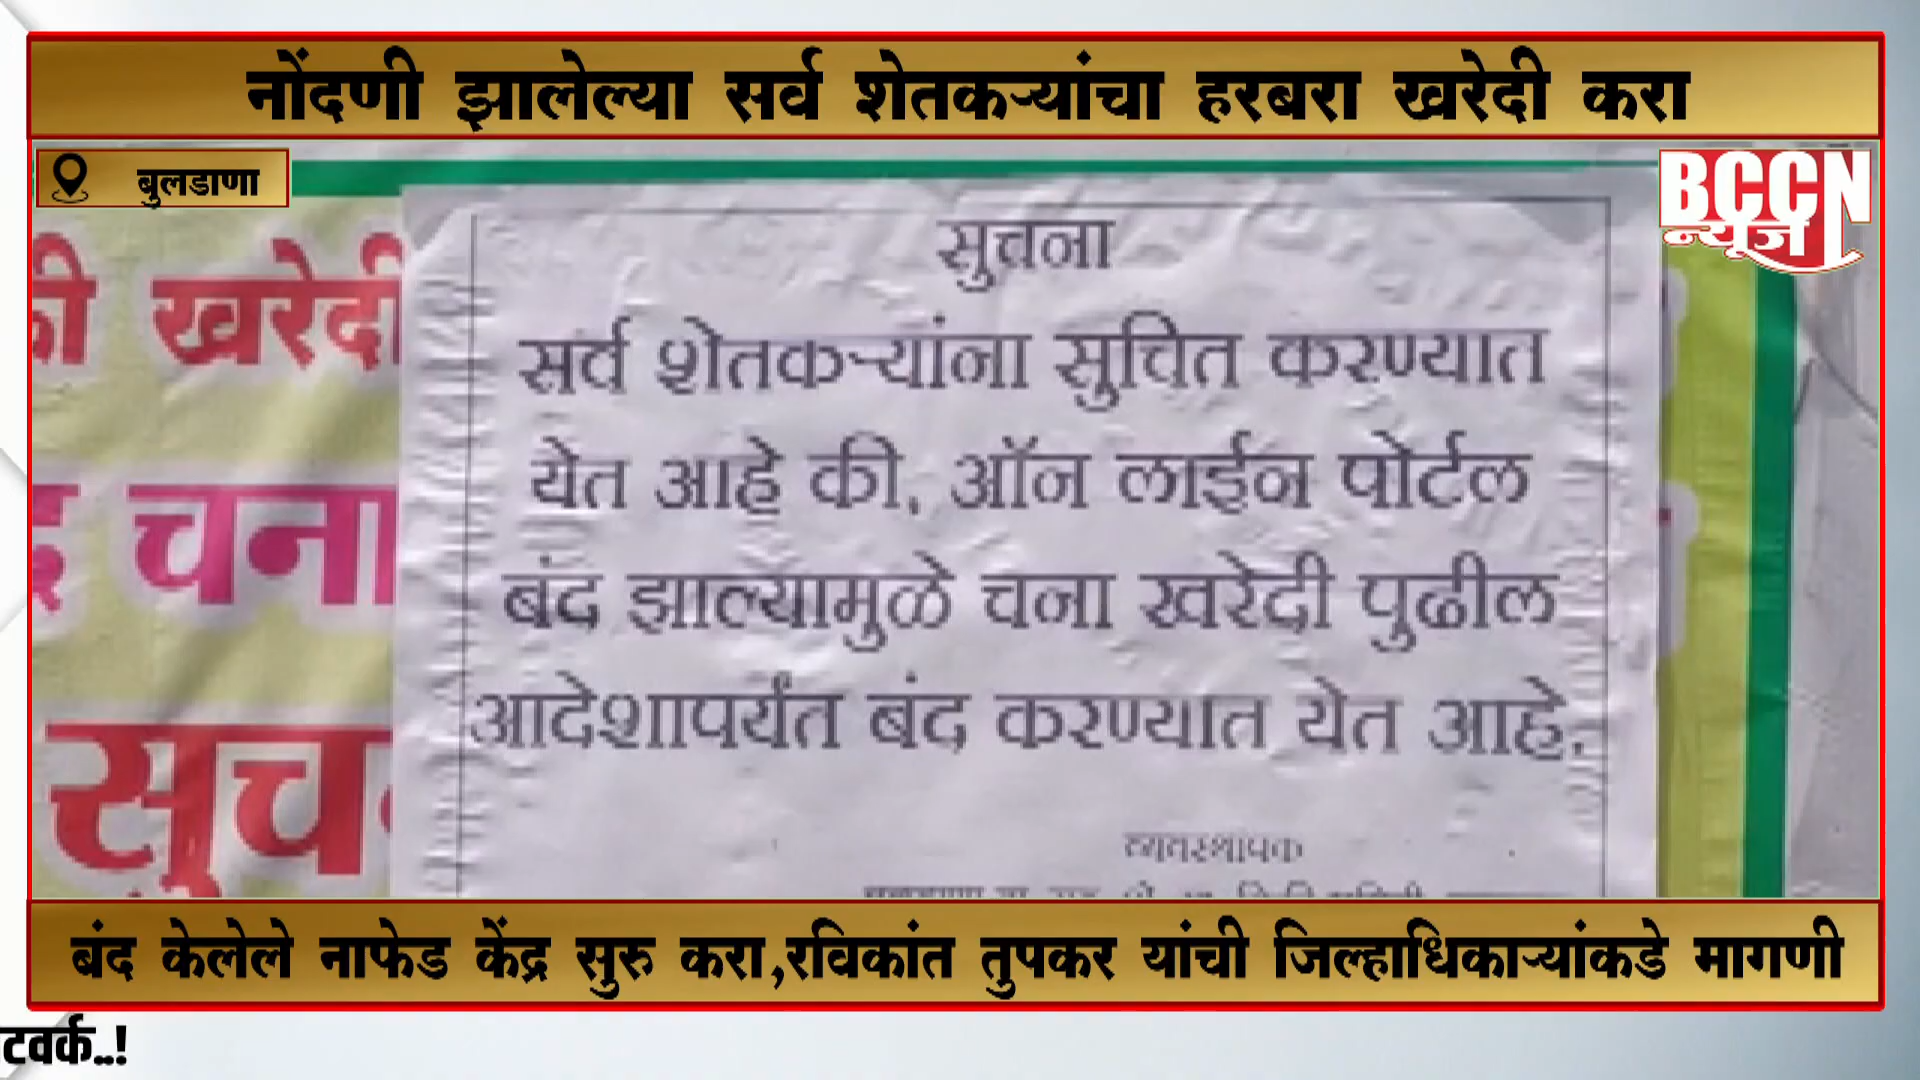 नोंदणी झालेल्या सर्व शेतकऱ्यांचा हरबरा खरेदी करा
बुलडाणा
BCCN
न्यूज
की खरेदी
चना
सुच
सुचना
सर्व शेतकऱ्यांना सुचित करण्यात
येत आहे की, ऑन लाईन पोर्टल
बंद झाल्यामुळे चना खरेदी पुढील
आदेशापर्यंत बंद करण्यात येत आहे.
व्यवस्थापक
बंद केलेले नाफेड केंद्र सुरु करा,रविकांत तुपकर यांची जिल्हाधिकाऱ्यांकडे मागणी
टवर्क..!